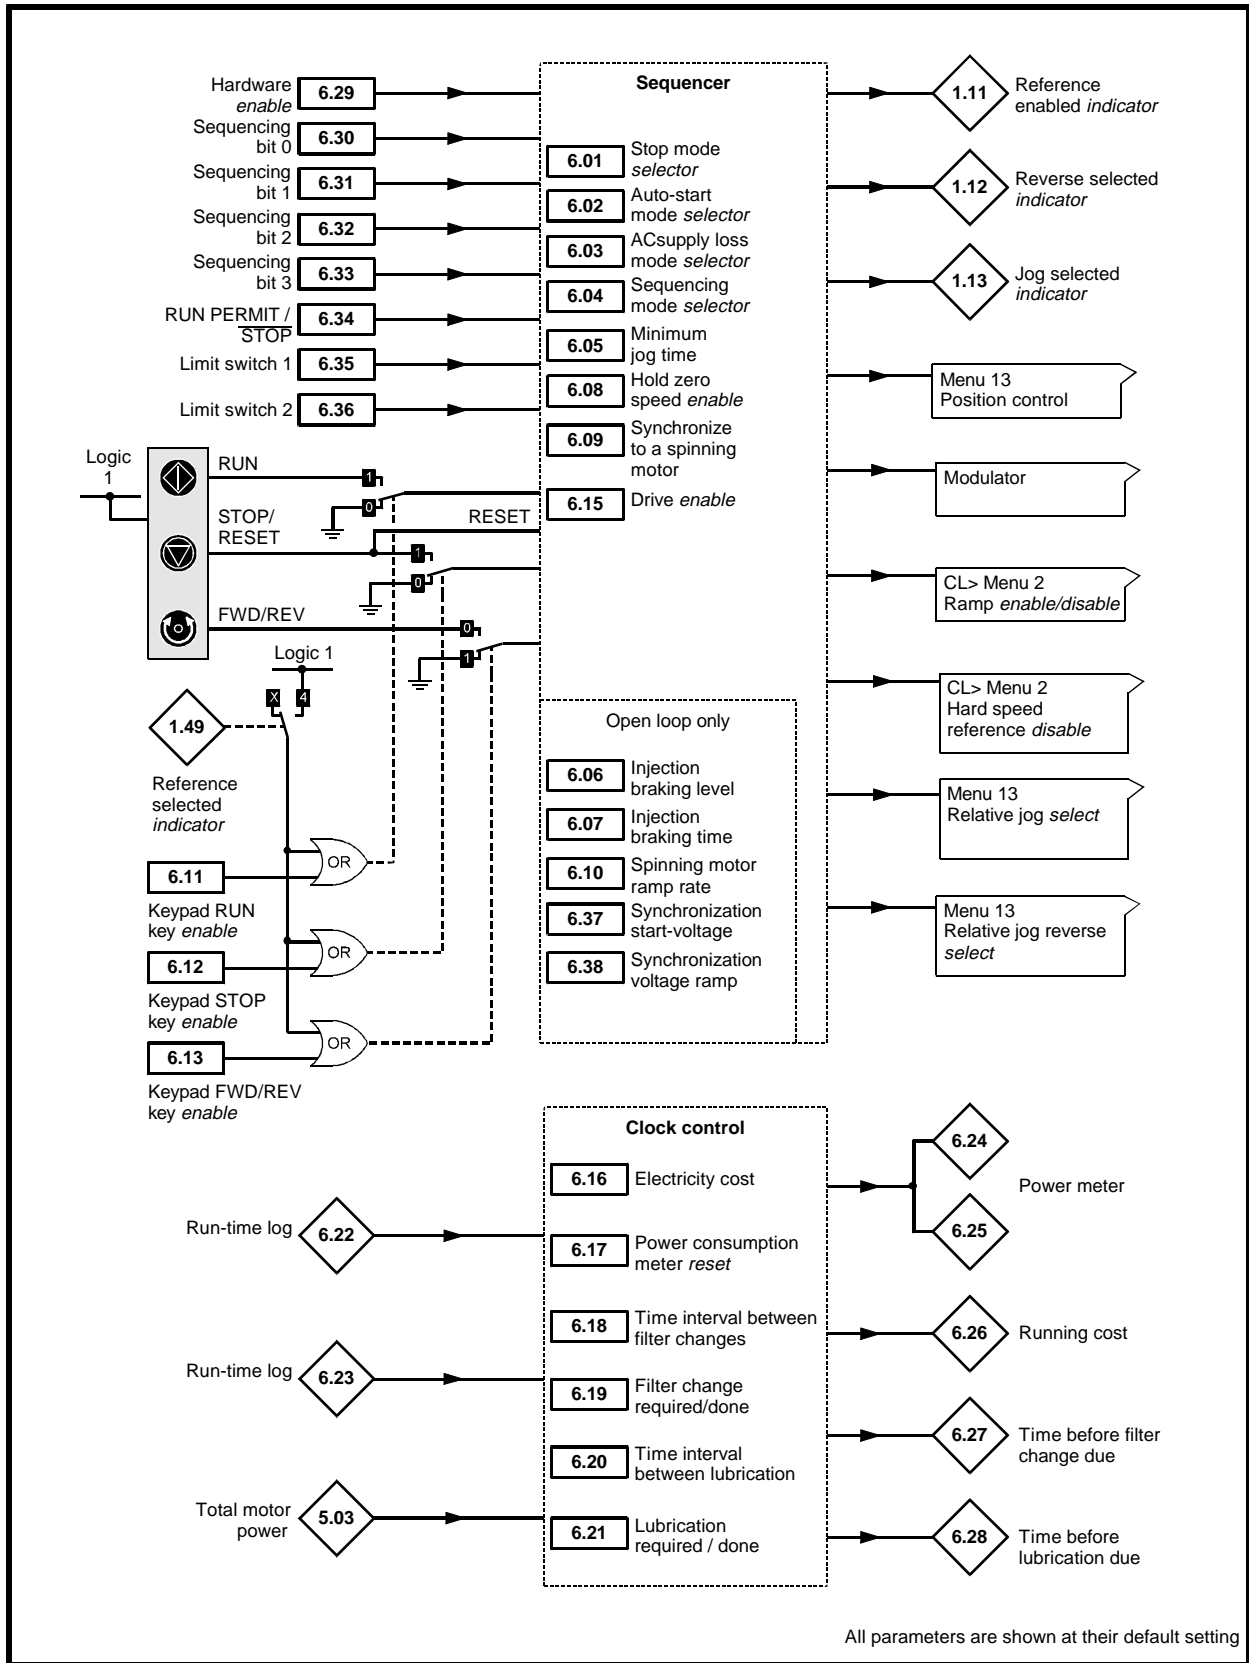 Hardware
enable
6.29
Sequencing
bit 0
6.30
Sequencing
bit 1
6.31
Sequencing
bit 2
6.32
Sequencing
bit 3
6.33
RUN PERMIT /
STOP
6.34
Limit switch 1
6.35
Limit switch 2
6.36
Logic
1
RUN
1
0
STOP/
RESET
RESET
1
0
FWD/REV
0
1
Logic 1
X
4
1.49
Reference
selected
indicator
OR
6.11
Keypad RUN
key enable
OR
6.12
Keypad STOP
key enable
OR
6.13
Keypad FWD/REV
key enable
Sequencer
6.01
Stop mode
selector
6.02
Auto-start
mode selector
6.03
ACsupply loss
mode selector
6.04
Sequencing
mode selector
6.05
Minimum
jog time
6.08
Hold zero
speed enable
6.09
Synchronize
to a spinning
motor
6.15
Drive enable
Open loop only
6.06
Injection
braking level
6.07
Injection
braking time
6.10
Spinning motor
ramp rate
6.37
Synchronization
start-voltage
6.38
Synchronization
voltage ramp
1.11
Reference
enabled indicator
1.12
Reverse selected
indicator
1.13
Jog selected
indicator
Menu 13
Position control
Modulator
CL> Menu 2
Ramp enable/disable
CL> Menu 2
Hard speed
reference disable
Menu 13
Relative jog select
Menu 13
Relative jog reverse
select
Run-time log
6.22
Run-time log
6.23
Total motor
power
5.03
Clock control
6.16
Electricity cost
6.17
Power consumption
meter reset
6.18
Time interval between
filter changes
6.19
Filter change
required/done
6.20
Time interval
between lubrication
6.21
Lubrication
required / done
6.24
Power meter
6.25
6.26
Running cost
6.27
Time before filter
change due
6.28
Time before
lubrication due
All parameters are shown at their default setting